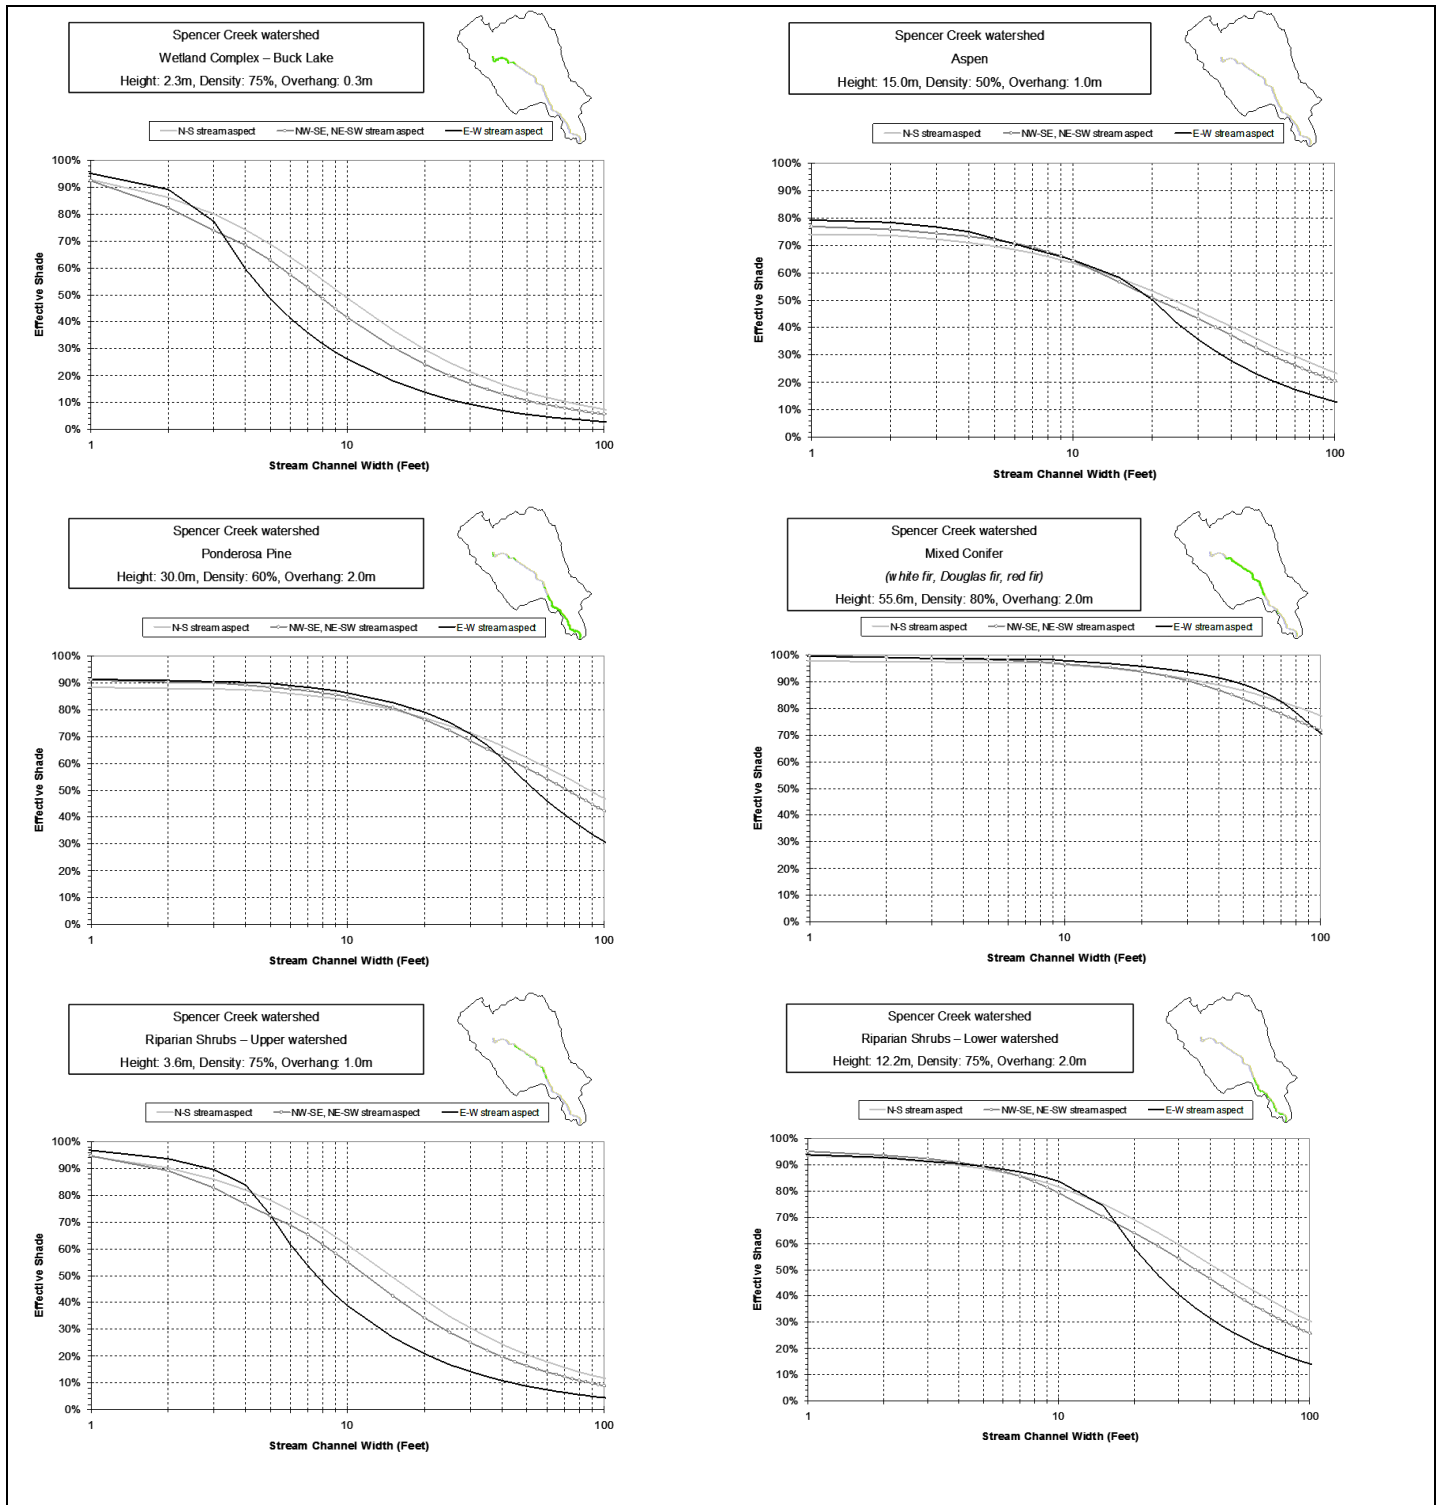 Spencer Creek watershed
Wetland Complex – Buck Lake
Height: 2.3m, Density: 75%, Overhang: 0.3m
N-S stream aspect NW-SE, NE-SW stream aspect E-W stream aspect
100%
90%
80%
70%
60%
50%
40%
30%
20%
10%
0%
Effective Shade
1 10 100
Stream Channel Width (Feet)
Spencer Creek watershed
Aspen
Height: 15.0m, Density: 50%, Overhang: 1.0m
N-S stream aspect NW-SE, NE-SW stream aspect E-W stream aspect
100%
90%
80%
70%
60%
50%
40%
30%
20%
10%
0%
Effective Shade
1 10 100
Stream Channel Width (Feet)
Spencer Creek watershed
Ponderosa Pine
Height: 30.0m, Density: 60%, Overhang: 2.0m
N-S stream aspect NW-SE, NE-SW stream aspect E-W stream aspect
100%
90%
80%
70%
60%
50%
40%
30%
20%
10%
0%
Effective Shade
1 10 100
Stream Channel Width (Feet)
Spencer Creek watershed
Mixed Conifer
(white fir, Douglas fir, red fir)
Height: 55.6m, Density: 80%, Overhang: 2.0m
N-S stream aspect NW-SE, NE-SW stream aspect E-W stream aspect
100%
90%
80%
70%
60%
50%
40%
30%
20%
10%
0%
Effective Shade
1 10 100
Stream Channel Width (Feet)
Spencer Creek watershed
Riparian Shrubs – Upper watershed
Height: 3.6m, Density: 75%, Overhang: 1.0m
N-S stream aspect NW-SE, NE-SW stream aspect E-W stream aspect
100%
90%
80%
70%
60%
50%
40%
30%
20%
10%
0%
Effective Shade
1 10 100
Stream Channel Width (Feet)
Spencer Creek watershed
Riparian Shrubs – Lower watershed
Height: 12.2m, Density: 75%, Overhang: 2.0m
N-S stream aspect NW-SE, NE-SW stream aspect E-W stream aspect
100%
90%
80%
70%
60%
50%
40%
30%
20%
10%
0%
Effective Shade
1 10 100
Stream Channel Width (Feet)